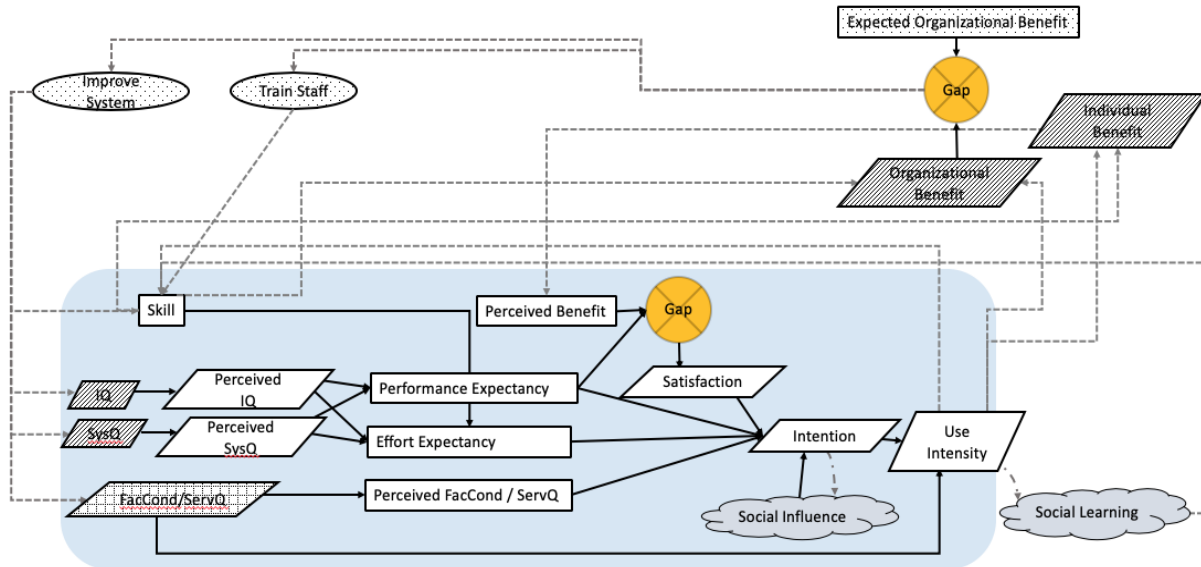 Expected Organizational Benefit
Improve
System
Train Staff
Gap
Individual
Benefit
Organizational
Benefit
Skill
Perceived Benefit
Gap
IQ
Perceived
IQ
Performance Expectancy
Satisfaction
SysQ
Perceived
SysQ
Effort Expectancy
Intention
Use
Intensity
FacCond/ServQ
Perceived FacCond / ServQ
Social Influence
Social Learning